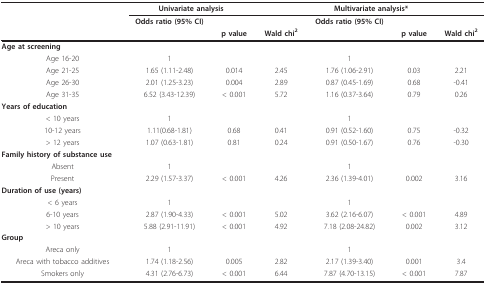 Univariate analysis Multivariate analysis*
Odds ratio (95% CI) Odds ratio (95% CI)
p value Wald chi2 p value Wald chi2
Age at screening
Age 16-20 1 1
Age 21-25 1.65 (1.11-2.48) 0.014 2.45 1.76 (1.06-2.91) 0.03 2.21
Age 26-30 2.01 (1.25-3.23) 0.004 2.89 0.87 (0.45-1.69) 0.68 -0.41
Age 31-35 6.52 (3.43-12.39) < 0.001 5.72 1.16 (0.37-3.64) 0.79 0.26
Years of education
< 10 years 1 1
10-12 years 1.11(0.68-1.81) 0.68 0.41 0.91 (0.52-1.60) 0.75 -0.32
> 12 years 1.07 (0.63-1.81) 0.81 0.24 0.91 (0.50-1.67) 0.76 -0.30
Family history of substance use
Absent 1 1
Present 2.29 (1.57-3.37) < 0.001 4.26 2.36 (1.39-4.01) 0.002 3.16
Duration of use (years)
< 6 years 1 1
6-10 years 2.87 (1.90-4.33) < 0.001 5.02 3.62 (2.16-6.07) < 0.001 4.89
> 10 years 5.88 (2.91-11.91) < 0.001 4.92 7.18 (2.08-24.82) 0.002 3.12
Group
Areca only 1 1
Areca with tobacco additives 1.74 (1.18-2.56) 0.005 2.82 2.17 (1.39-3.40) 0.001 3.4
Smokers only 4.31 (2.76-6.73) < 0.001 6.44 7.87 (4.70-13.15) < 0.001 7.87